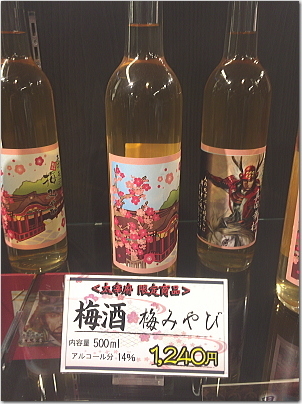 ＜太宰府 限定商品＞
梅酒 梅みやび
内容量 500ml
アルコール分 14%
1,240円